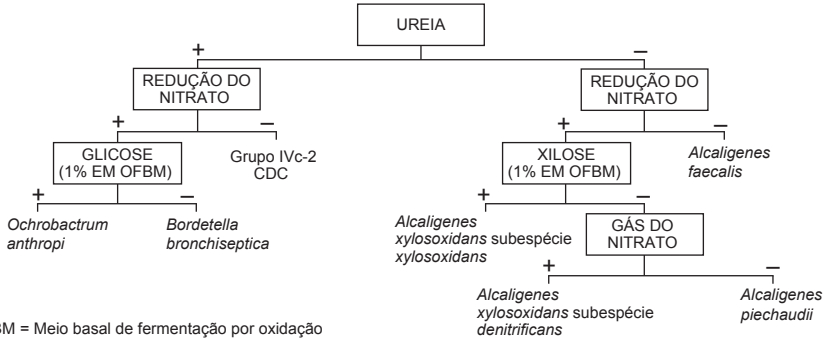 UREIA
+
–
REDUÇÃO DO
NITRATO
REDUÇÃO DO
NITRATO
+
–
+
–
GLICOSE
(1% EM OFBM)
Grupo IVc-2
CDC
XILOSE
(1% EM OFBM)
Alcaligenes
faecalis
+
–
+
–
Ochrobactrum
anthropi
Bordetella
bronchiseptica
Alcaligenes
xylosoxidans subespécie
xylosoxidans
GÁS DO
NITRATO
+
–
Alcaligenes
xylosoxidans subespécie
denitrificans
Alcaligenes
piechaudii
BM = Meio basal de fermentação por oxidação